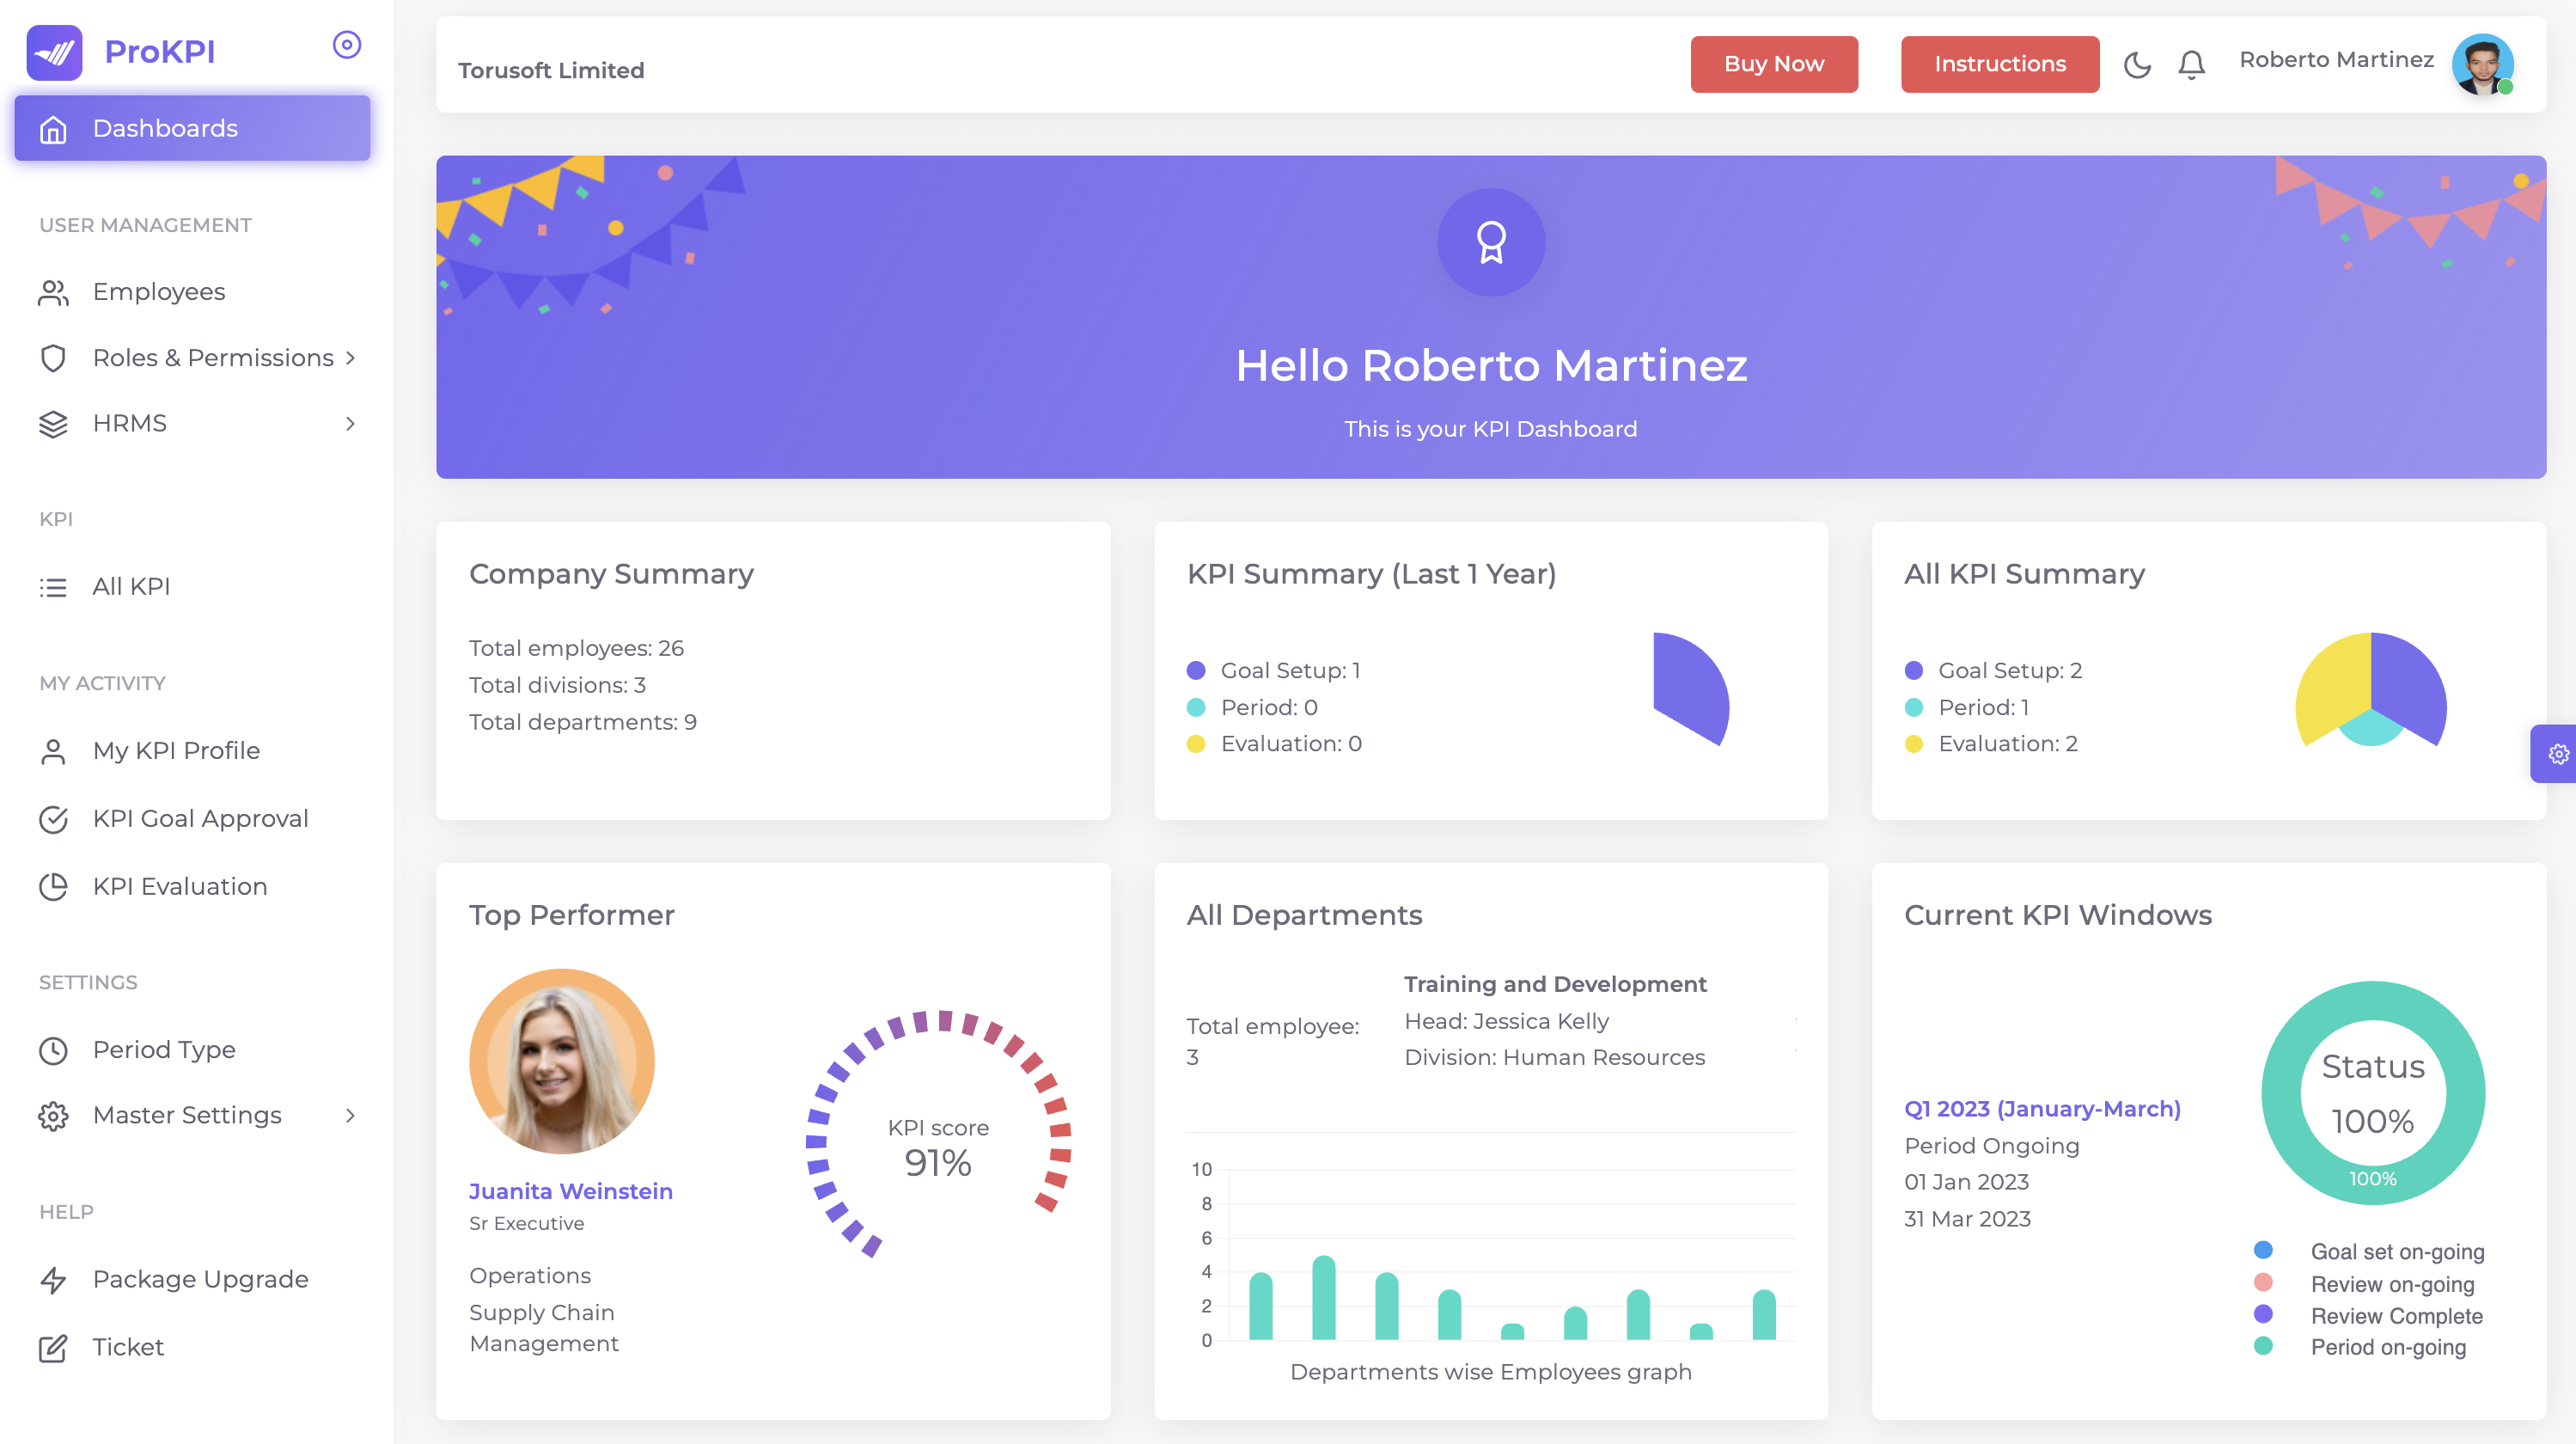 ProKPI
Dashboards
USER MANAGEMENT
Employees
Roles & Permissions
HRMS
KPI
All KPI
MY ACTIVITY
My KPI Profile
KPI Goal Approval
KPI Evaluation
SETTINGS
Period Type
Master Settings
HELP
Package Upgrade
Ticket
Torusoft Limited
Buy Now
Instructions
Roberto Martinez
Hello Roberto Martinez
This is your KPI Dashboard
Company Summary
Total employees: 26
Total divisions: 3
Total departments: 9
KPI Summary (Last 1 Year)
Goal Setup: 1
Period: 0
Evaluation: 0
All KPI Summary
Goal Setup: 2
Period: 1
Evaluation: 2
Top Performer
Juanita Weinstein
Sr Executive
Operations
Supply Chain
Management
KPI score
91%
All Departments
Total employee:
3
Training and Development
Head: Jessica Kelly
Division: Human Resources
10
8
6
4
2
0
Departments wise Employees graph
Current KPI Windows
Q1 2023 (January-March)
Period Ongoing
01 Jan 2023
31 Mar 2023
Status
100%
100%
Goal set on-going
Review on-going
Review Complete
Period on-going